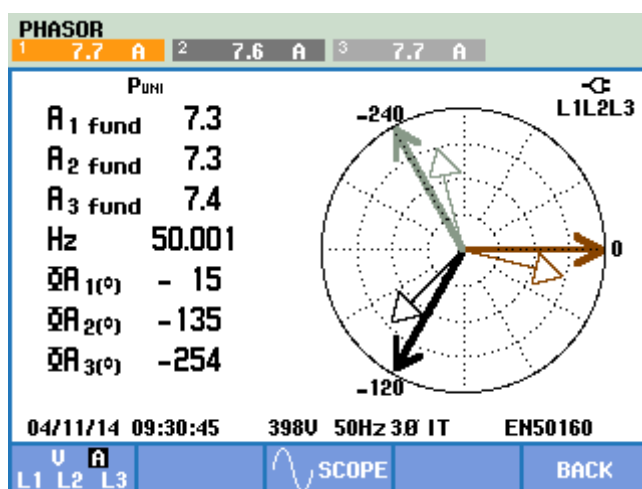 PHASOR
1 7.7 A 2 7.6 A 3 7.7 A
PUNI
L1L2L3
A1 fund 7.3
A2 fund 7.3
A3 fund 7.4
Hz 50.001
ΦA1(°) - 15
ΦA2(°) -135
ΦA3(°) -254
-240
0
-120
04/11/14 09:30:45 398V 50Hz 3Ø IT EN50160
V A
L1 L2 L3
SCOPE
BACK